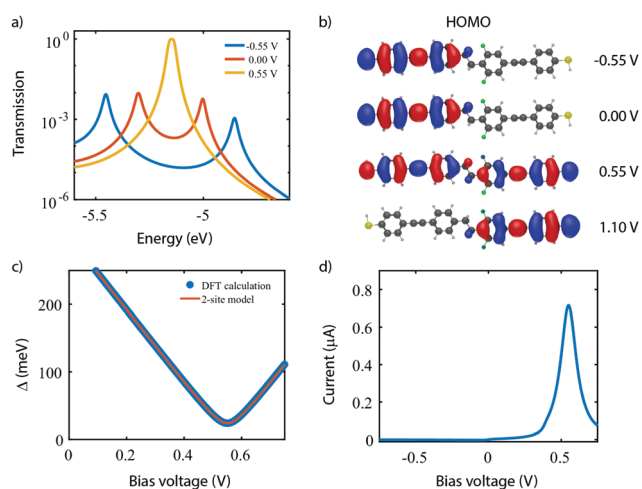 a)
Transmission
10^0
10^-3
10^-6
-0.55 V
0.00 V
0.55 V
-5.5
-5
Energy (eV)
b)
HOMO
-0.55 V
0.00 V
0.55 V
1.10 V
c)
Δ (meV)
200
100
0
DFT calculation
2-site model
0
0.2
0.4
0.6
Bias voltage (V)
d)
Current (μA)
0.8
0.6
0.4
0.2
0
-0.5
0
0.5
Bias voltage (V)